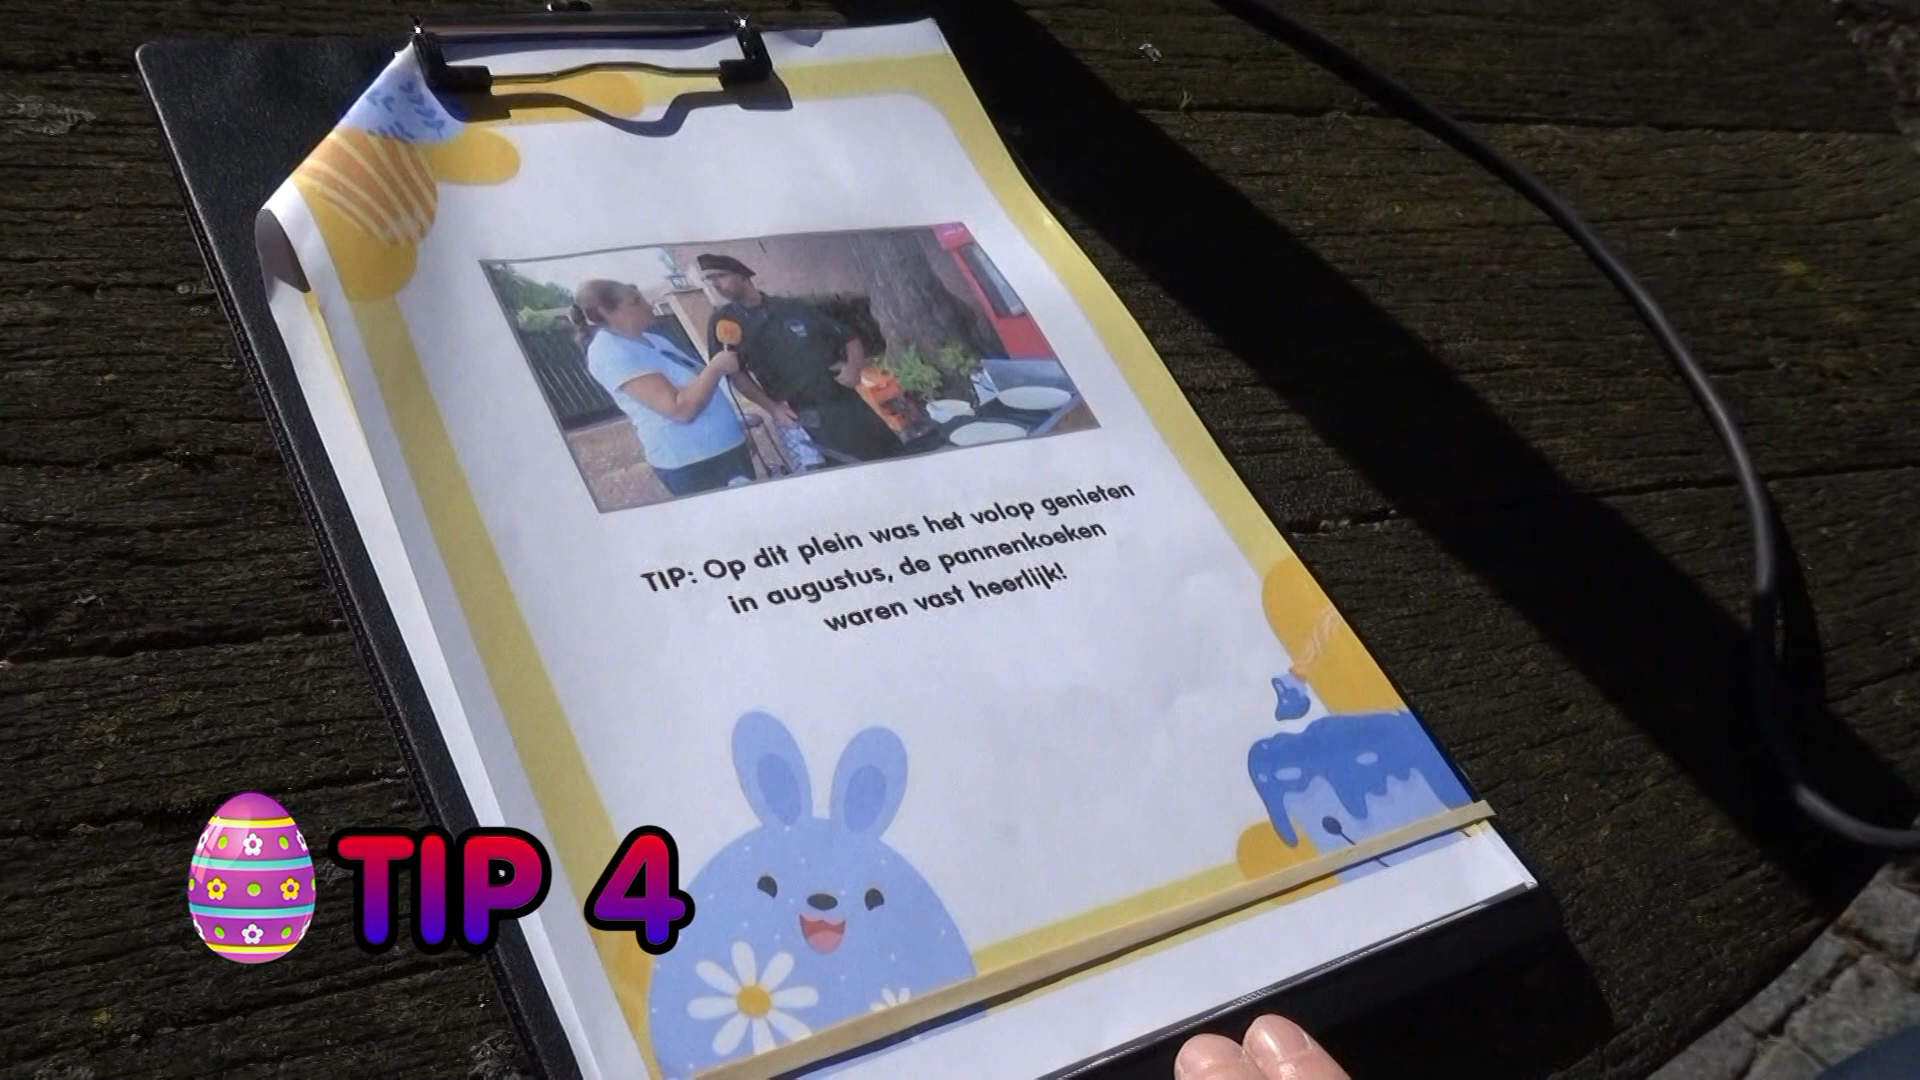 TIP: Op dit plein was het volop genieten
in augustus, de pannenkoeken
waren vast heerlijk!
TIP 4